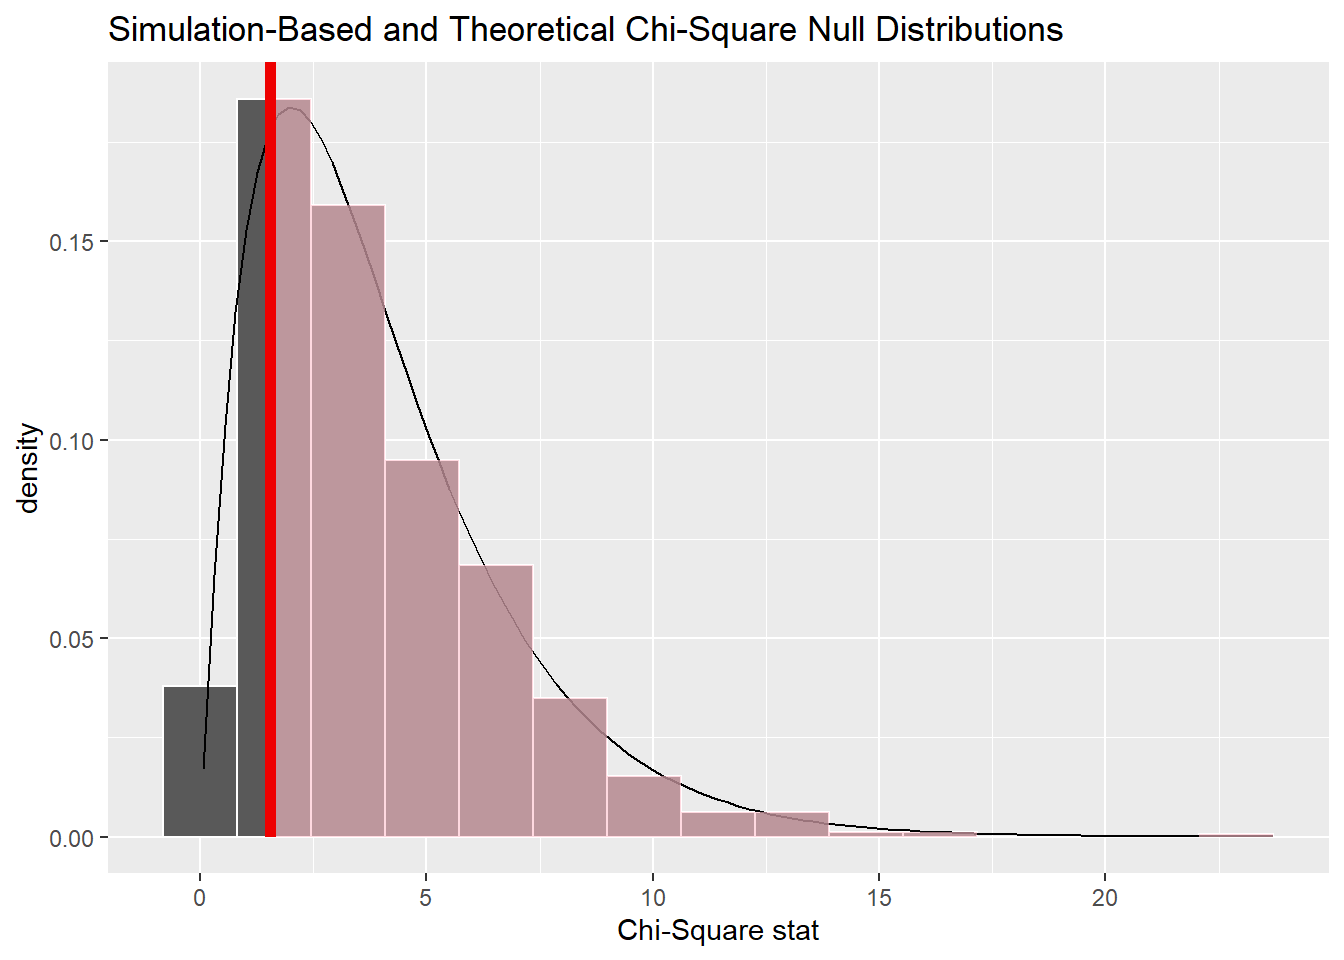 Simulation-Based and Theoretical Chi-Square Null Distributions
0.15
0.10
0.05
0.00
density
0 5 10 15 20
Chi-Square stat